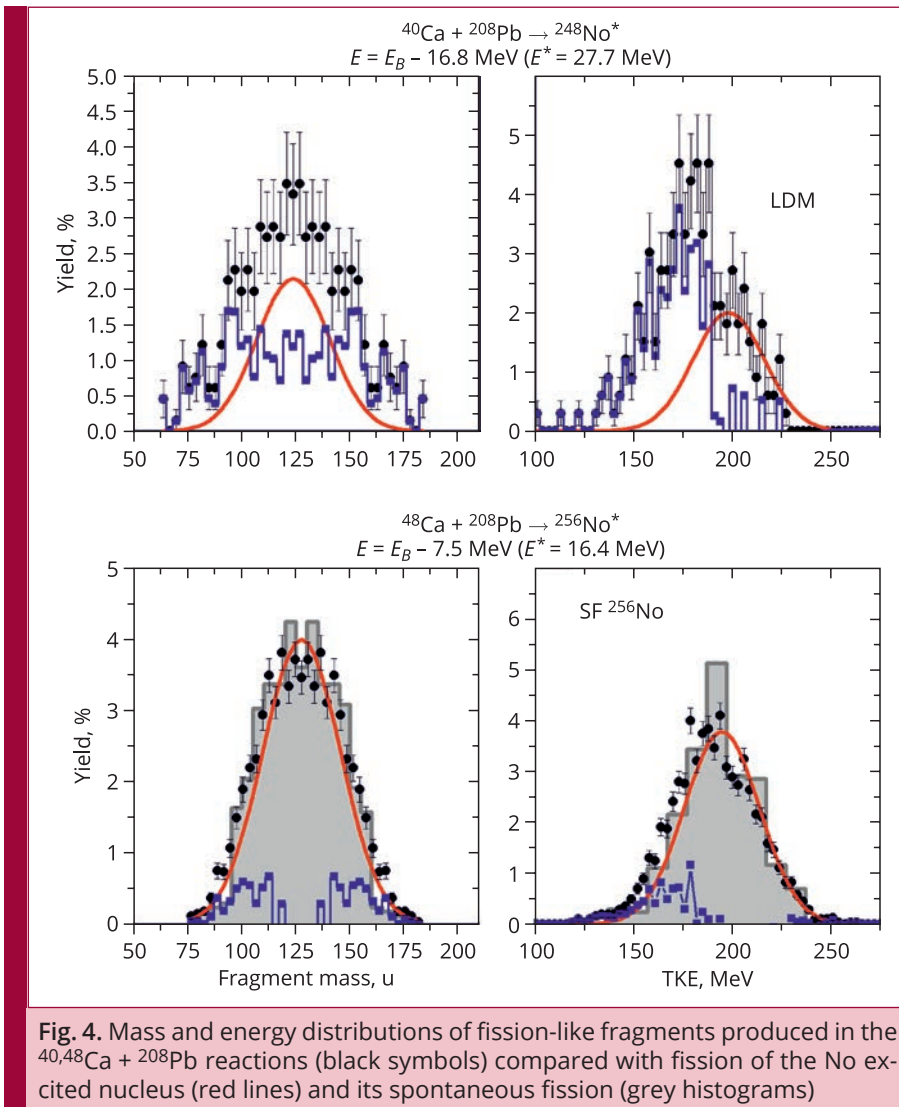 ⁴⁰Ca + ²⁰⁸Pb → ²⁴⁸No*
E = E_B – 16.8 MeV (E* = 27.7 MeV)
5.0
4.5
4.0
3.5
3.0
2.5
2.0
1.5
1.0
0.5
0.0
Yield, %
50 75 100 125 150 175 200
5
4
3
2
1
0
LDM
100 150 200 250
⁴⁸Ca + ²⁰⁸Pb → ²⁵⁶No*
E = E_B – 7.5 MeV (E* = 16.4 MeV)
5
4
3
2
1
0
Yield, %
50 75 100 125 150 175 200
Fragment mass, u
6
5
4
3
2
1
0
SF ²⁵⁶No
100 150 200 250
TKE, MeV
Fig. 4. Mass and energy distributions of fission-like fragments produced in the
⁴⁰,⁴⁸Ca + ²⁰⁸Pb reactions (black symbols) compared with fission of the No ex-
cited nucleus (red lines) and its spontaneous fission (grey histograms)